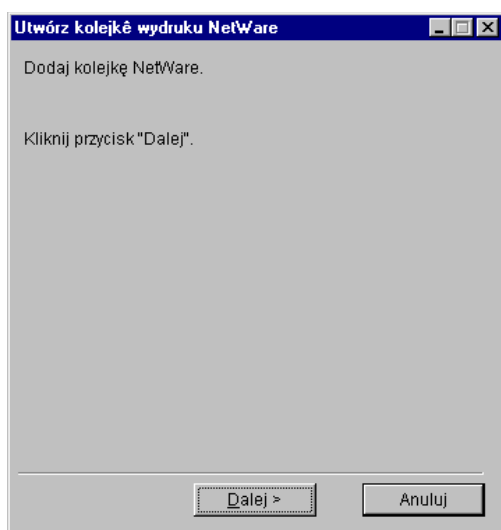 Utwórz kolejkê wydruku NetWare
Dodaj kolejkę NetWare.
Kliknij przycisk "Dalej".
Dalej >
Anuluj